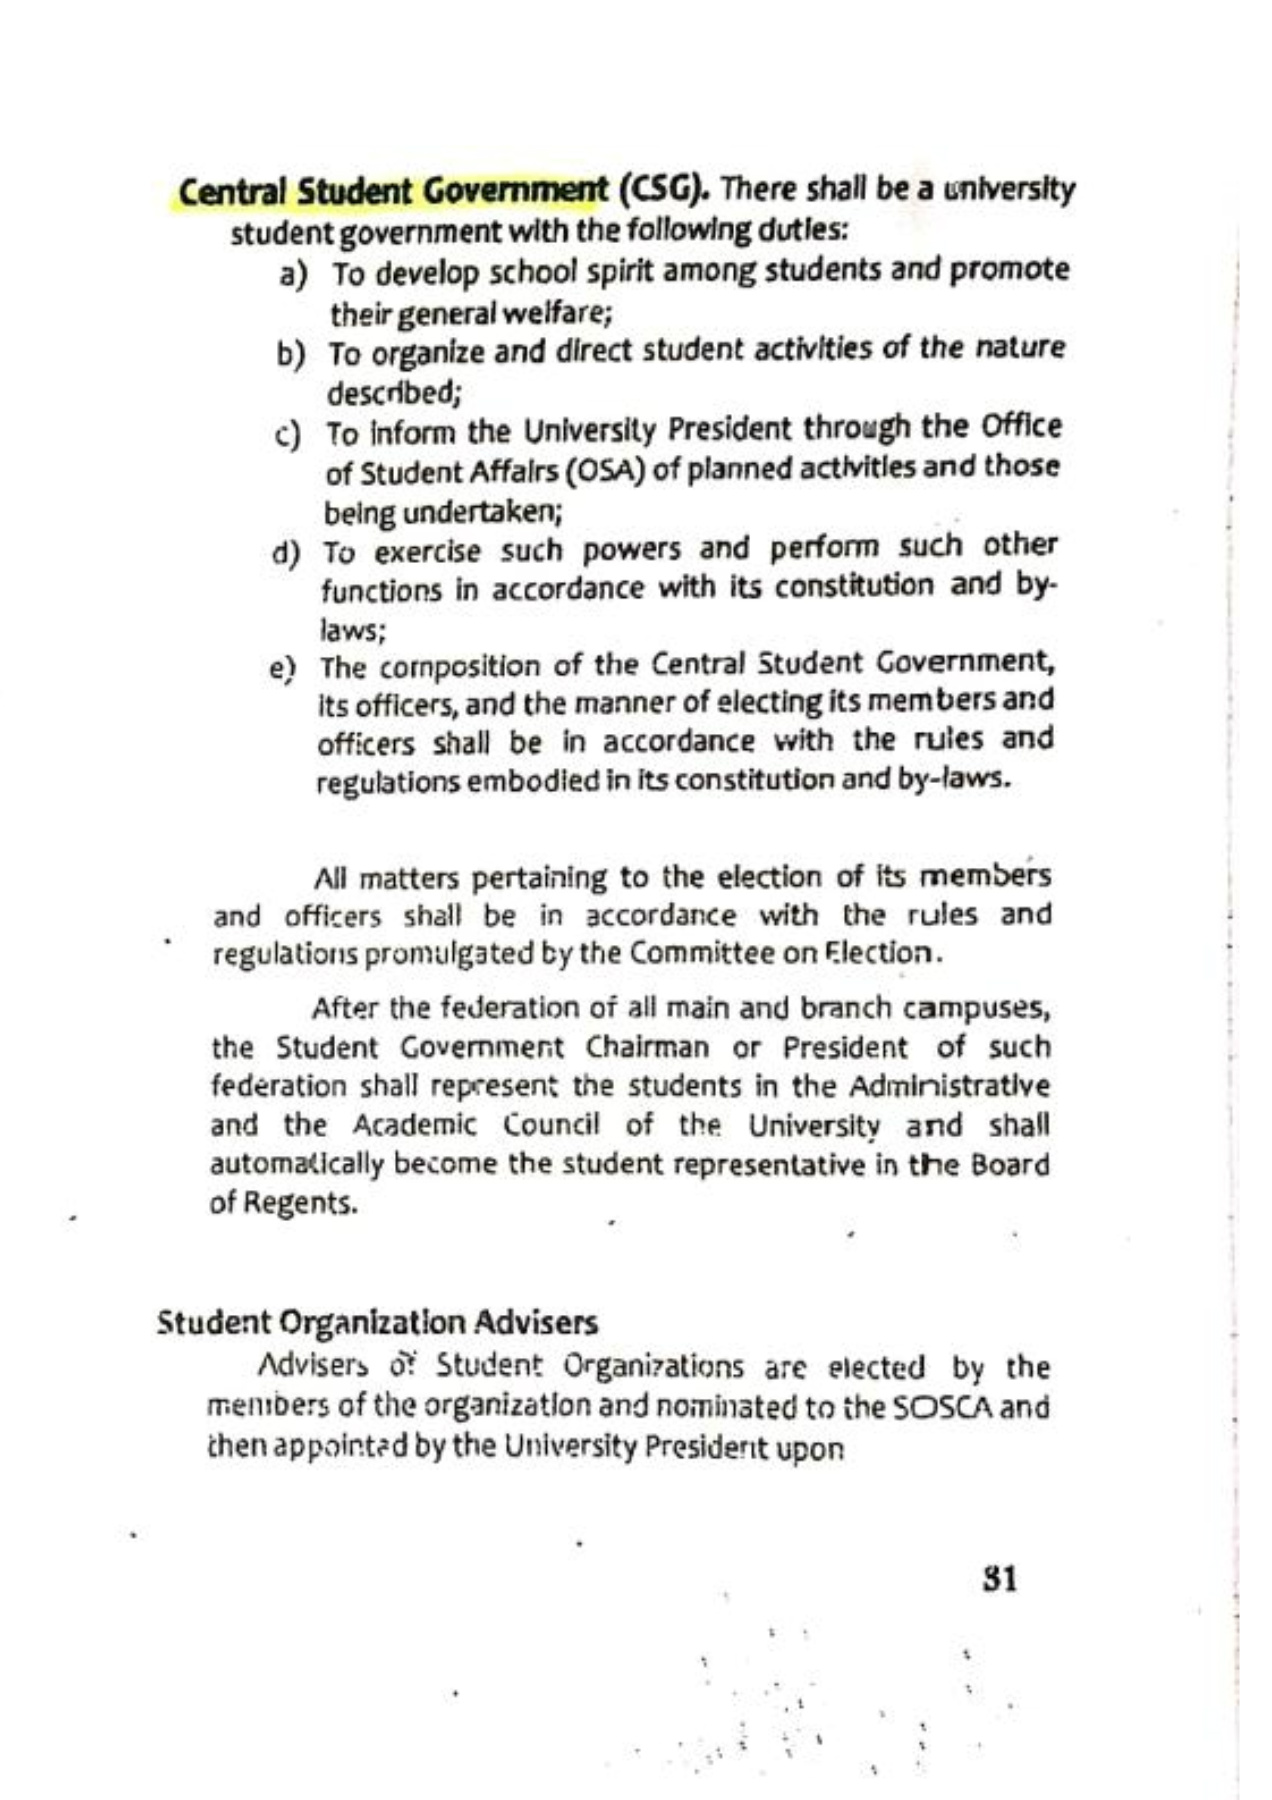 Central Student Government (CSG). There shall be a university
student government with the following duties:
a) To develop school spirit among students and promote
their general welfare;
b) To organize and direct student activities of the nature
described;
c) To inform the University President through the Office
of Student Affairs (OSA) of planned activities and those
being undertaken;
d) To exercise such powers and perform such other
functions in accordance with its constitution and by-
laws;
e) The composition of the Central Student Government,
its officers, and the manner of electing its members and
officers shall be in accordance with the rules and
regulations embodied in its constitution and by-laws.
All matters pertaining to the election of its members
and officers shall be in accordance with the rules and
regulations promulgated by the Committee on Election.
After the federation of all main and branch campuses,
the Student Government Chairman or President of such
federation shall represent the students in the Administrative
and the Academic Council of the University and shall
automatically become the student representative in the Board
of Regents.
Student Organization Advisers
Advisers of Student Organizations are elected by the
members of the organization and nominated to the SOSCA and
then appointed by the University President upon
31